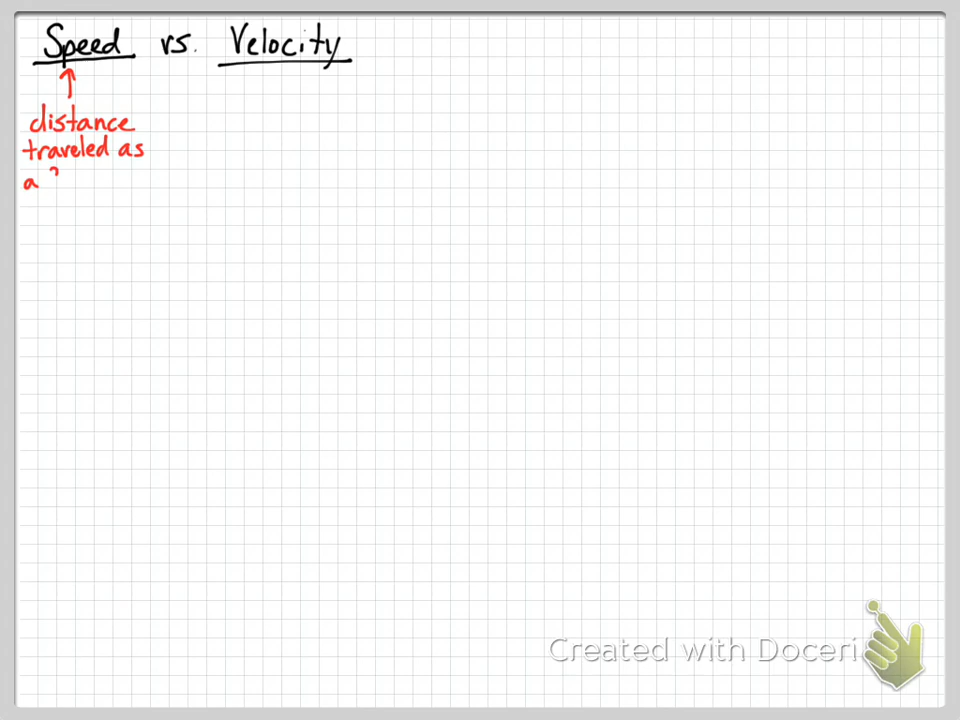 Speed vs. Velocity
distance
traveled as
a
Created with Doceri